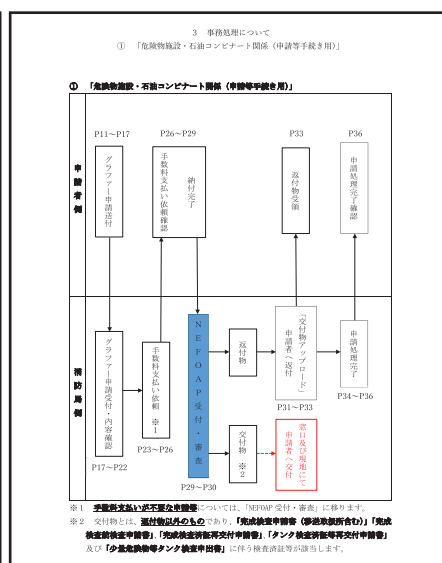 3 事務処理について
① 「危険物施設・石油コンビナート関係（申請等手続き用）」
① 「危険物施設・石油コンビナート関係（申請等手続き用）」
P11～P17
P26～P29
P33
P36
申請者側
グラファー申請送付
手数料支払い依頼確認
納付完了
返付物受領
申請処理完了確認
消防局側
グラファー申請受付・内容確認
P17～P22
手数料支払い依頼 ※1
P23～P26
NEFOAP受付・審査
P29～P30
返付物
交付物 ※2
「交付物アップロード」
申請者へ返付
P31～P33
申請処理完了
P34～P36
窓口及び現地にて
申請者へ交付
※1 手数料支払いが不要な申請等については、「NEFOAP 受付・審査」に移ります。
※2 交付物とは、返付物以外のものであり、「完成検査申請書（移送取扱所含む）」「完成
検査前検査申請書」、「完成検査済証再交付申請書」、「タンク検査済証等再交付申請書」
及び「少量危険物等タンク検査申出書」に伴う検査済証等が該当します。